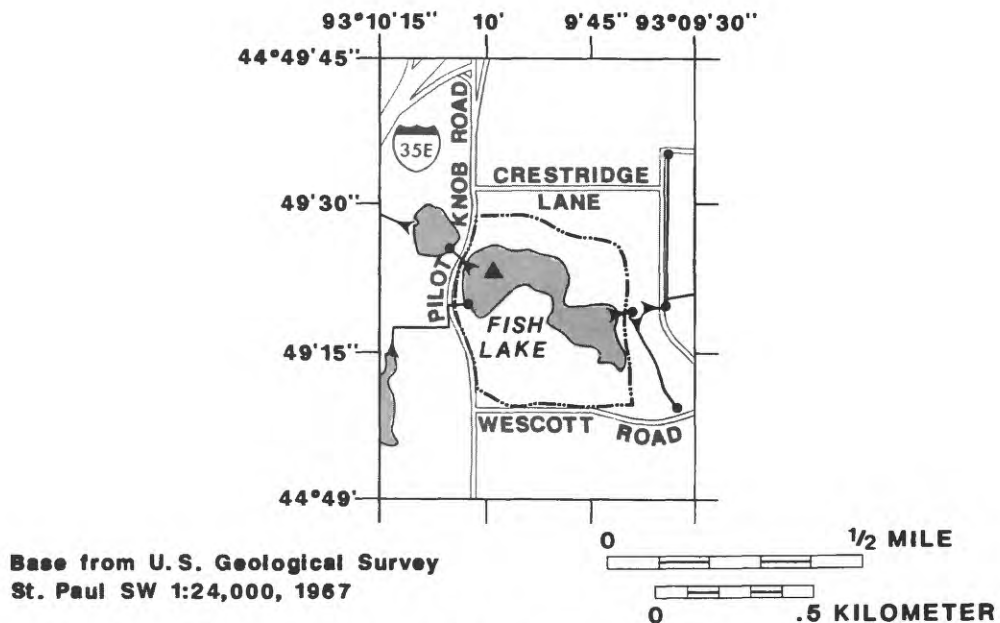 93°10'15" 10' 9'45" 93°09'30"
44°49'45"
35E
KNOB ROAD
PILOT
CRESTRIDGE
LANE
49'30"
FISH
LAKE
49'15"
WESCOTT ROAD
44°49'
Base from U.S. Geological Survey
St. Paul SW 1:24,000, 1967
0 1/2 MILE
0 .5 KILOMETER